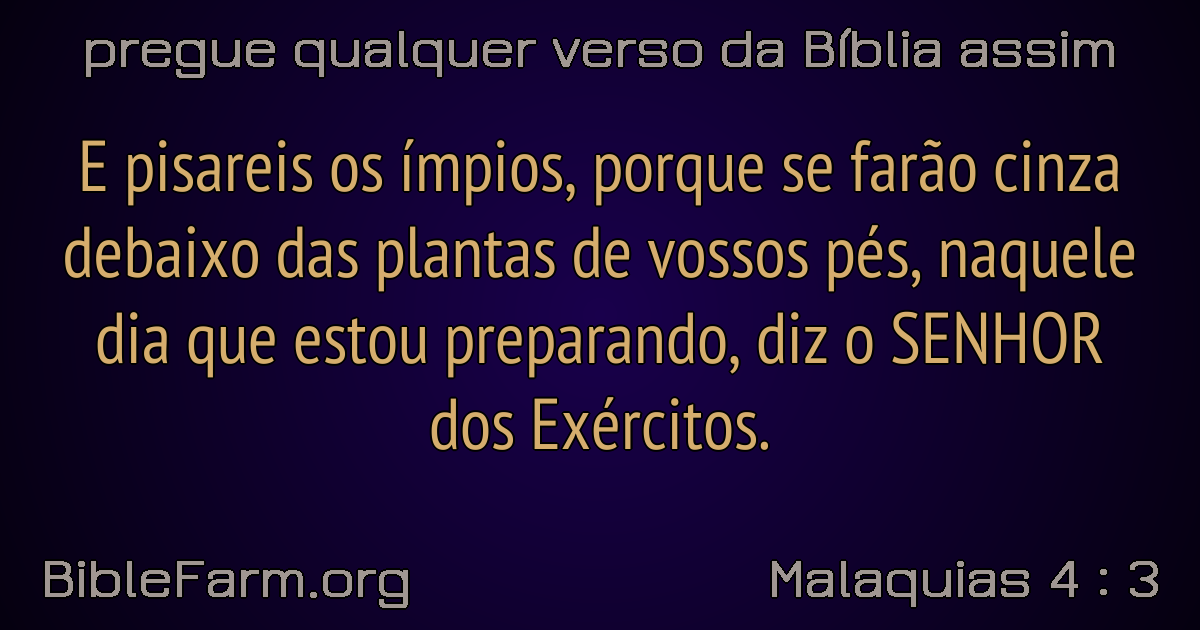 pregue qualquer verso da Bíblia assim
E pisareis os ímpios, porque se farão cinza
debaixo das plantas de vossos pés, naquele
dia que estou preparando, diz o SENHOR
dos Exércitos.
BibleFarm.org
Malaquias 4 : 3